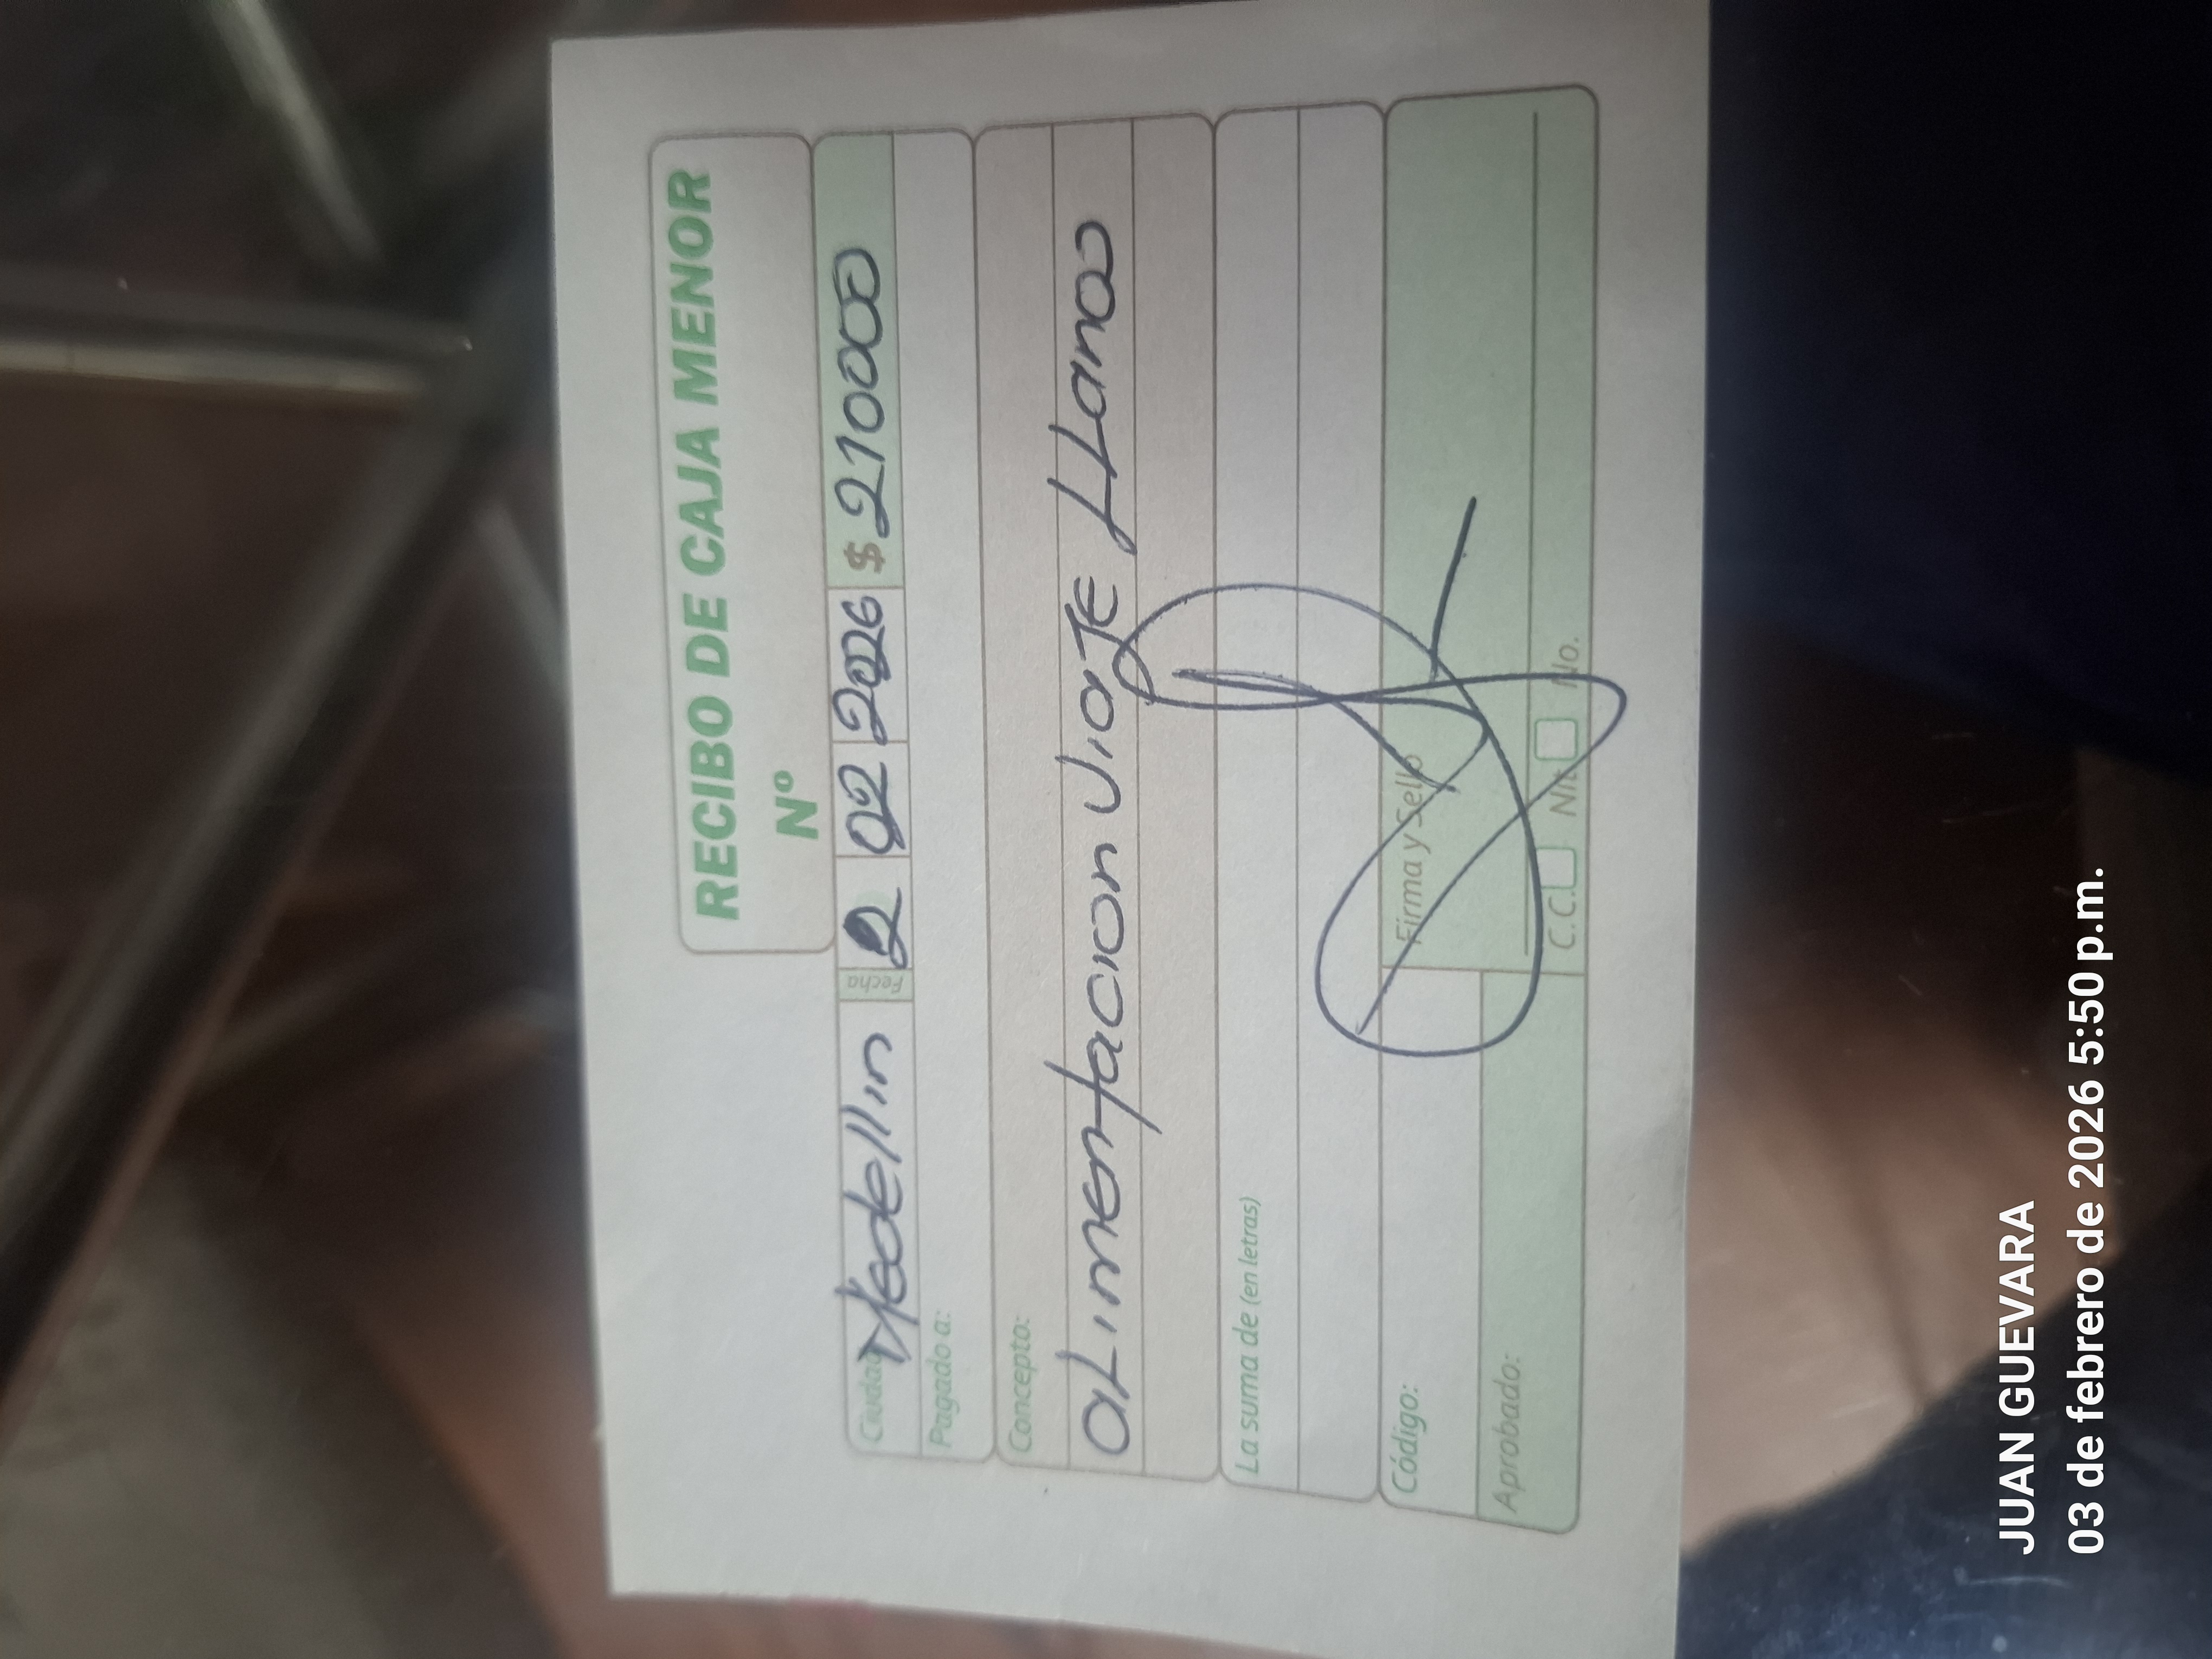 RECIBO DE CAJA MENOR
Nº
Ciudad Medellin Fecha 2 02 2026 $ 210000
Pagado a:
Concepto:
aLimentacion viaje LLanos
La suma de (en letras)
Código: Firma y Sello
Aprobado: C.C. Nit. No.
JUAN GUEVARA
03 de febrero de 2026 5:50 p.m.